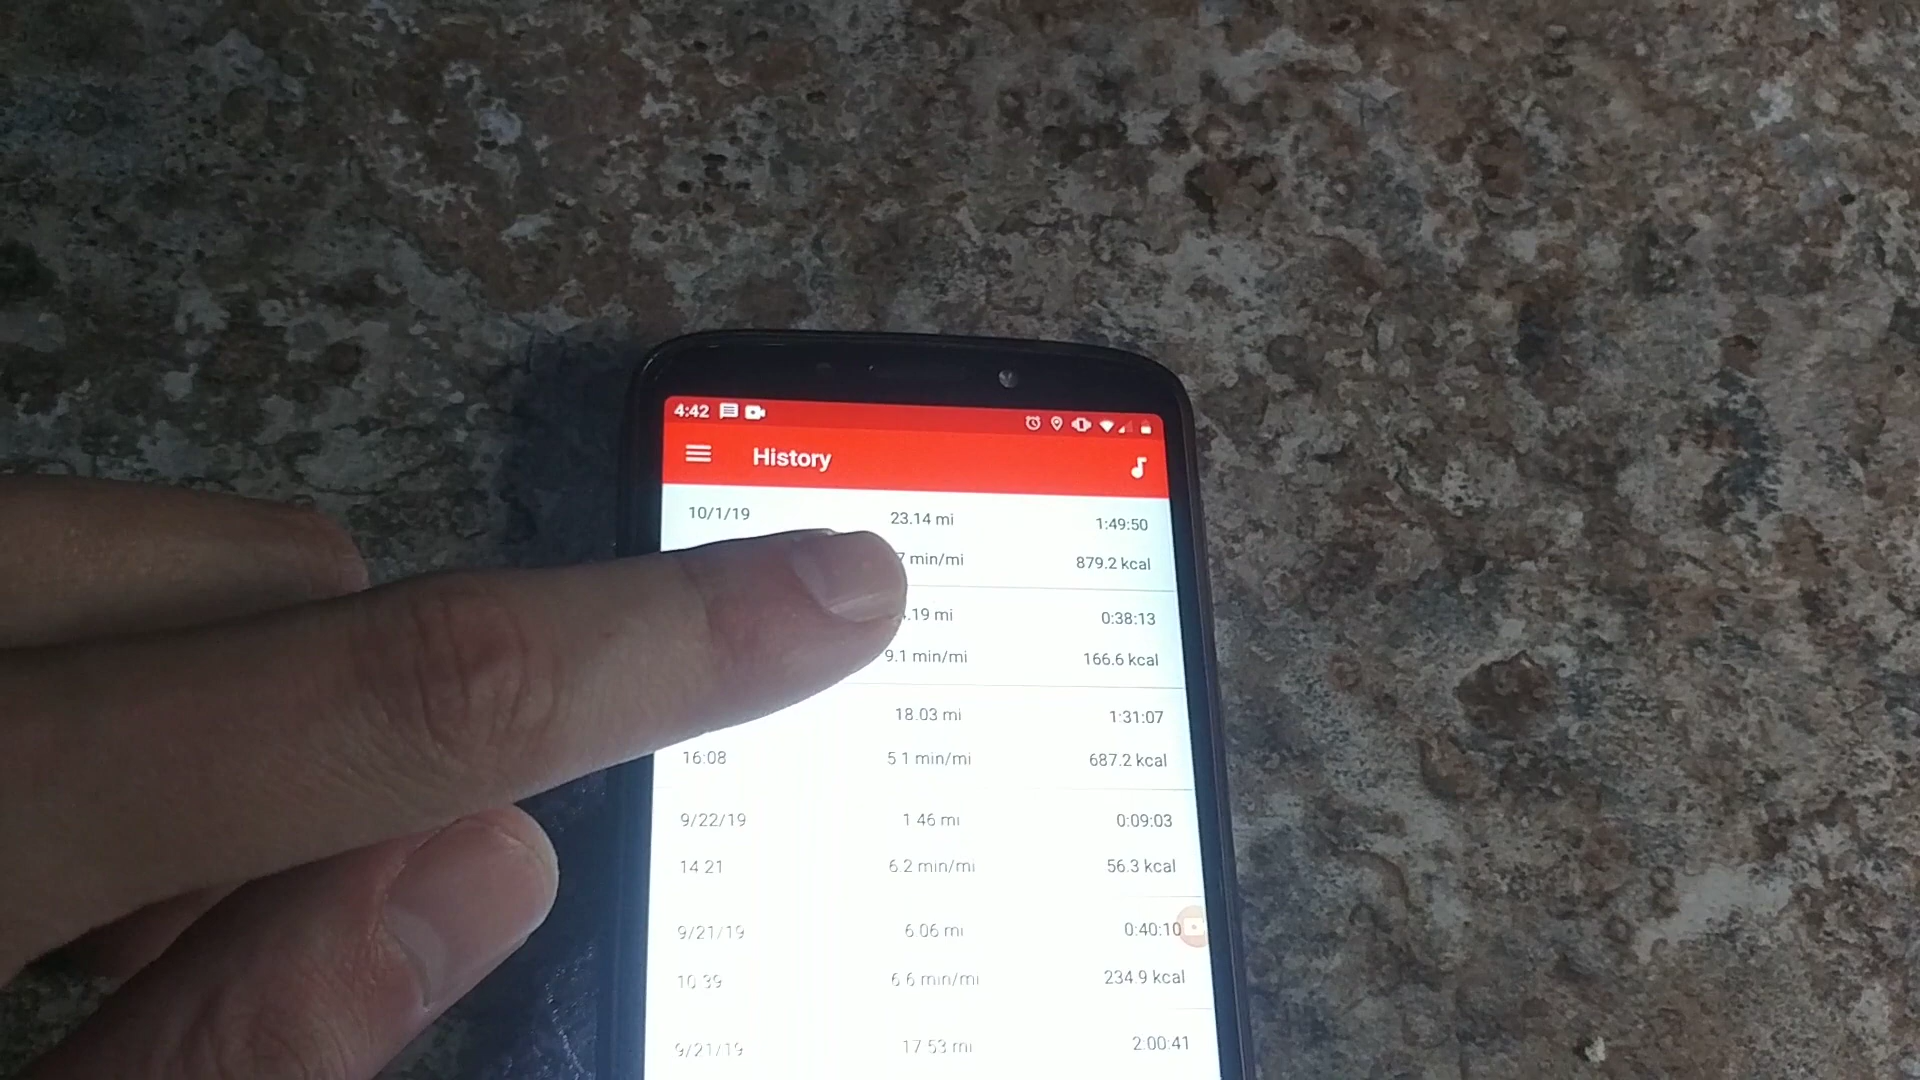 4:42
History
10/1/19 23.14 mi 1:49:50
7 min/mi 879.2 kcal
.19 mi 0:38:13
9.1 min/mi 166.6 kcal
18.03 mi 1:31:07
16:08 5.1 min/mi 687.2 kcal
9/22/19 1.46 mi 0:09:03
14:21 6.2 min/mi 56.3 kcal
9/21/19 6.06 mi 0:40:10
10:39 6.6 min/mi 234.9 kcal
9/21/19 17.53 mi 2:00:41